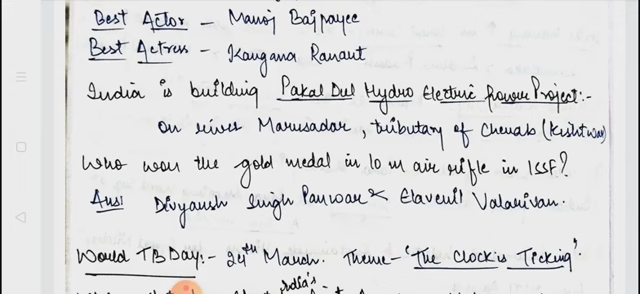 Best Actor - Manoj Bajpayee
Best Actress - Kangana Ranaut
India is building Pakal Dul Hydro Electric power Project:-
on river Marusadar, tributary of Chenab (Kishtwar)
Who won the gold medal in 10 m air rifle in ISSF?
Ans: Divyansh Singh Panwar & Elavenil Valarivan.
World TB Day:- 24th March. Theme - 'The Clock is Ticking'.